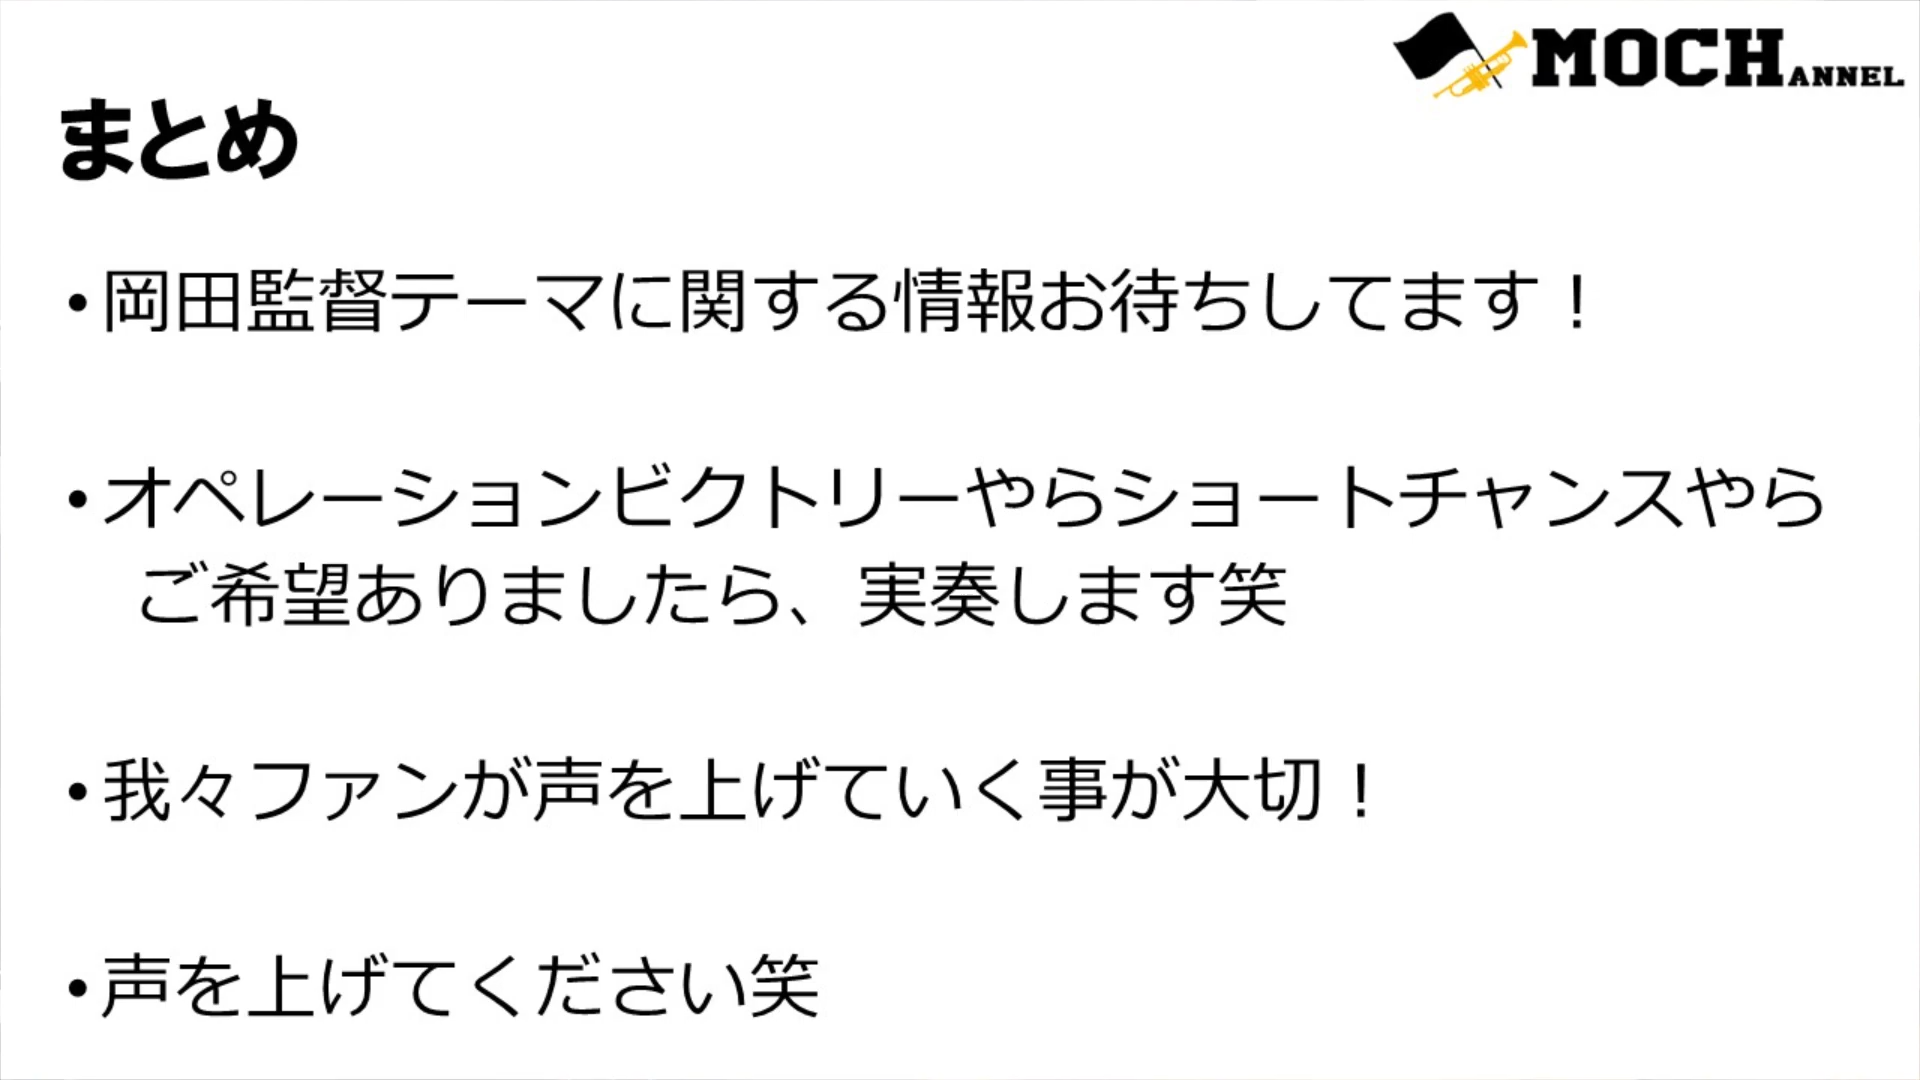 MOCHANNEL
まとめ
•岡田監督テーマに関する情報お待ちしてます！
•オペレーションビクトリーやらショートチャンスやら
ご希望ありましたら、実奏します笑
•我々ファンが声を上げていく事が大切！
•声を上げてください笑